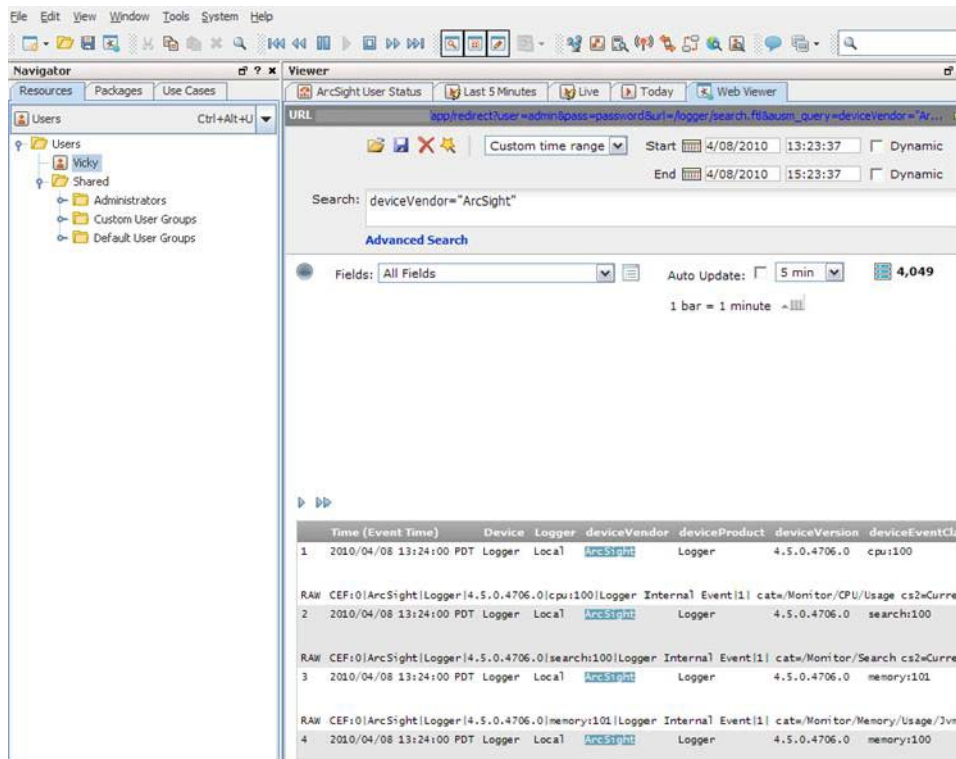 File Edit View Window Tools System Help
Navigator
Resources Packages Use Cases
Users Ctrl+Alt+U
Users
Vicky
Shared
Administrators
Custom User Groups
Default User Groups
Viewer
ArcSight User Status Last 5 Minutes Live Today Web Viewer
URL app/redirect?user=admin&pass=password&url=/logger/search.ftl&ausm_query=deviceVendor="Ar...
Custom time range Start 4/08/2010 13:23:37 Dynamic
End 4/08/2010 15:23:37 Dynamic
Search: deviceVendor="ArcSight"
Advanced Search
Fields: All Fields Auto Update: 5 min 4,049
1 bar = 1 minute
Time (Event Time) Device Logger deviceVendor deviceProduct deviceVersion deviceEventCla
1 2010/04/08 13:24:00 PDT Logger Local ArcSight Logger 4.5.0.4706.0 cpu:100
RAW CEF:0|ArcSight|Logger|4.5.0.4706.0|cpu:100|Logger Internal Event|1| cat=/Monitor/CPU/Usage cs2=Curre
2 2010/04/08 13:24:00 PDT Logger Local ArcSight Logger 4.5.0.4706.0 search:100
RAW CEF:0|ArcSight|Logger|4.5.0.4706.0|search:100|Logger Internal Event|1| cat=/Monitor/Search cs2=Curre
3 2010/04/08 13:24:00 PDT Logger Local ArcSight Logger 4.5.0.4706.0 memory:101
RAW CEF:0|ArcSight|Logger|4.5.0.4706.0|memory:101|Logger Internal Event|1| cat=/Monitor/Memory/Usage/Jvm
4 2010/04/08 13:24:00 PDT Logger Local ArcSight Logger 4.5.0.4706.0 memory:100